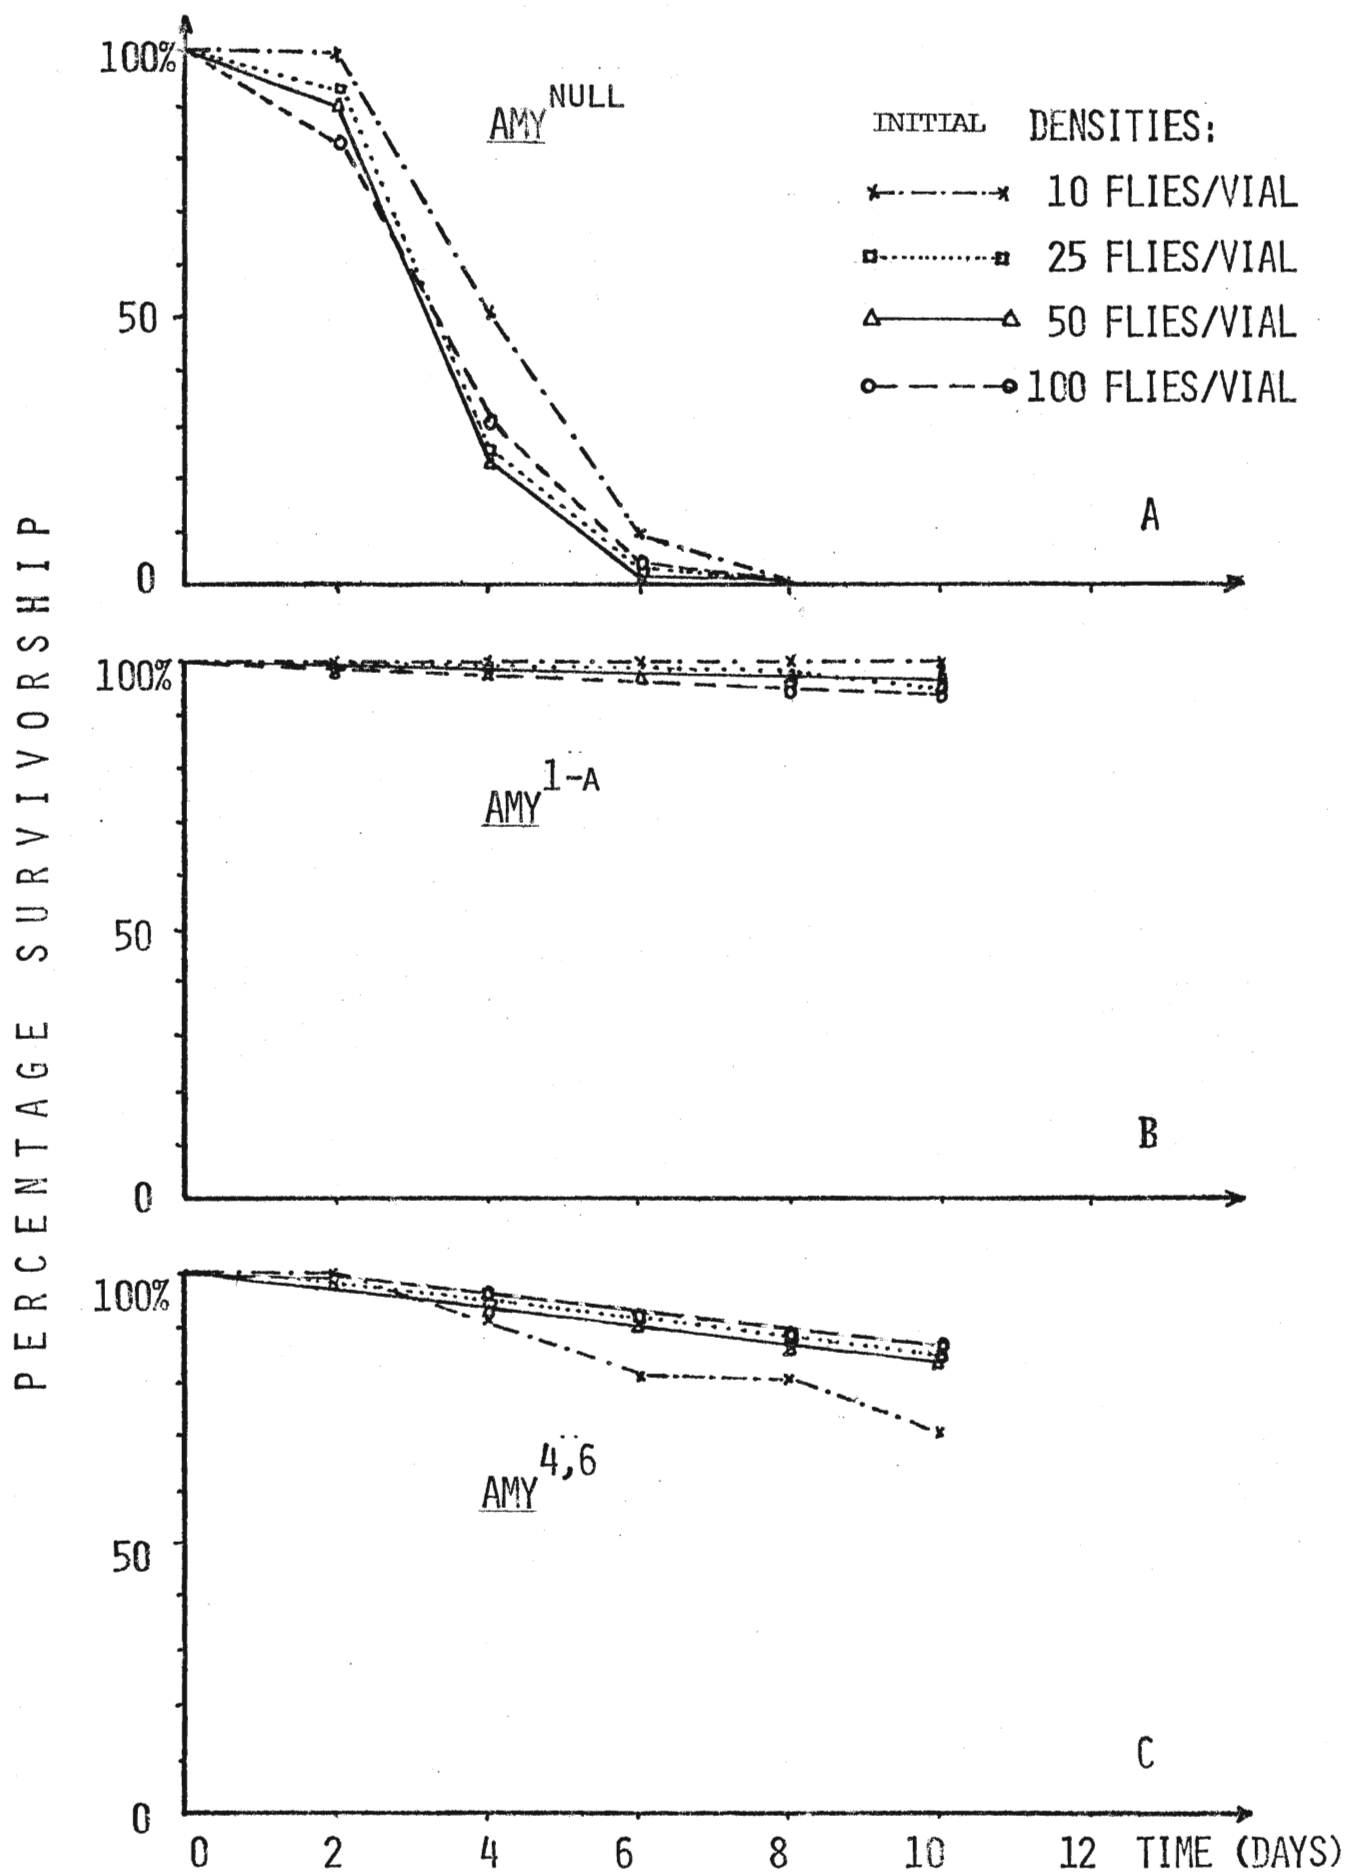 PERCENTAGE SURVIVORSHIP
100%
50
0
AMY^NULL
INITIAL DENSITIES:
10 FLIES/VIAL
25 FLIES/VIAL
50 FLIES/VIAL
100 FLIES/VIAL
A
100%
50
0
AMY^1-A
B
100%
50
0
AMY^4,6
C
0 2 4 6 8 10 12 TIME (DAYS)